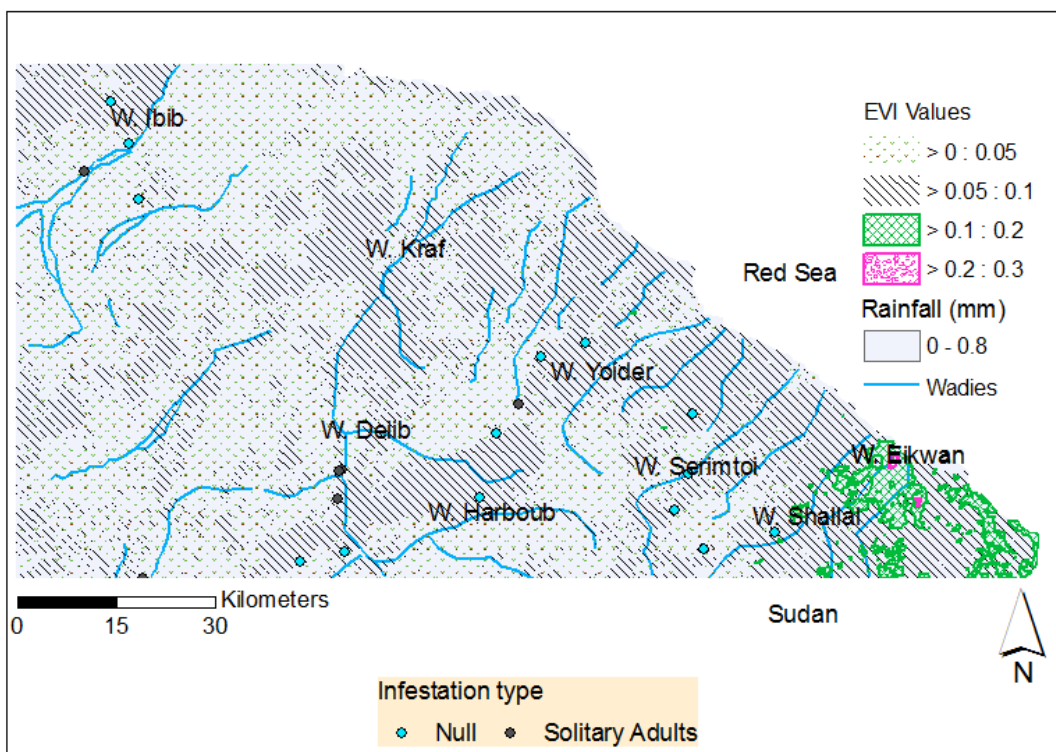 W. Ibib
EVI Values
> 0 : 0.05
> 0.05 : 0.1
> 0.1 : 0.2
> 0.2 : 0.3
Rainfall (mm)
0 - 0.8
Wadies
W. Kraf
Red Sea
W. Yoider
W. Delib
W. Eikwan
W. Serimtoi
W. Harboub
W. Shallal
Kilometers
0 15 30
Sudan
N
Infestation type
Null Solitary Adults